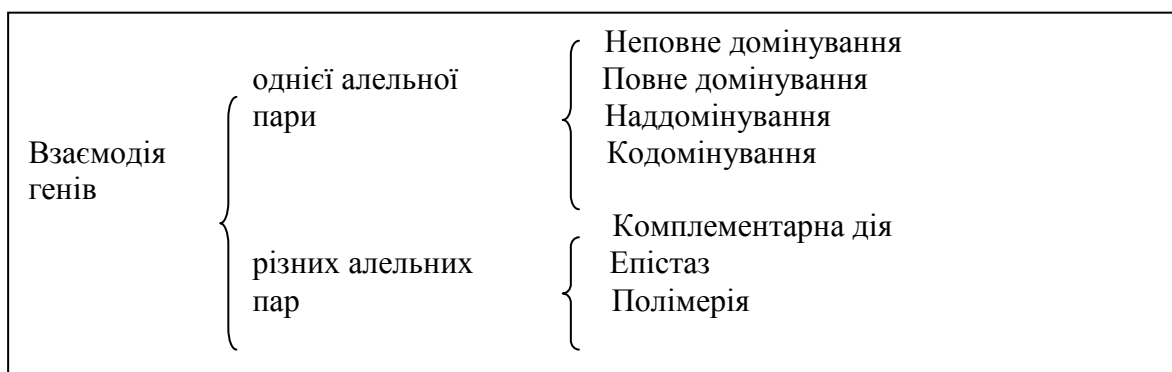 Взаємодія
генів
однієї алельної
пари
Неповне домінування
Повне домінування
Наддомінування
Кодомінування
різних алельних
пар
Комплементарна дія
Епістаз
Полімерія